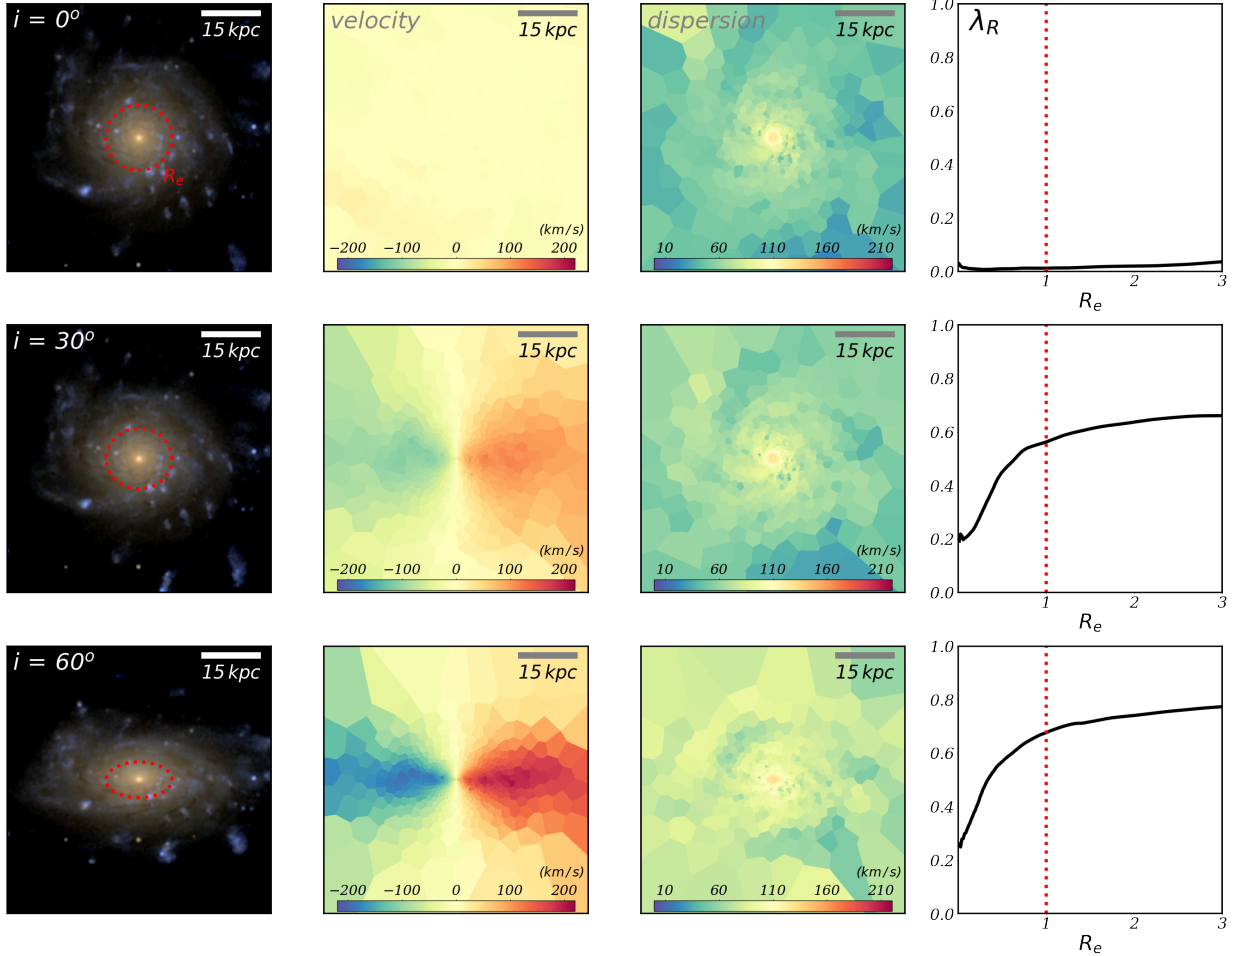 i = 0°
15 kpc
Re
velocity
15 kpc
(km/s)
−200 −100 0 100 200
dispersion
15 kpc
(km/s)
10 60 110 160 210
λR
1.0
0.8
0.6
0.4
0.2
0.0
1 2 3
Re
i = 30°
15 kpc
15 kpc
(km/s)
−200 −100 0 100 200
15 kpc
(km/s)
10 60 110 160 210
1.0
0.8
0.6
0.4
0.2
0.0
1 2 3
Re
i = 60°
15 kpc
15 kpc
(km/s)
−200 −100 0 100 200
15 kpc
(km/s)
10 60 110 160 210
1.0
0.8
0.6
0.4
0.2
0.0
1 2 3
Re